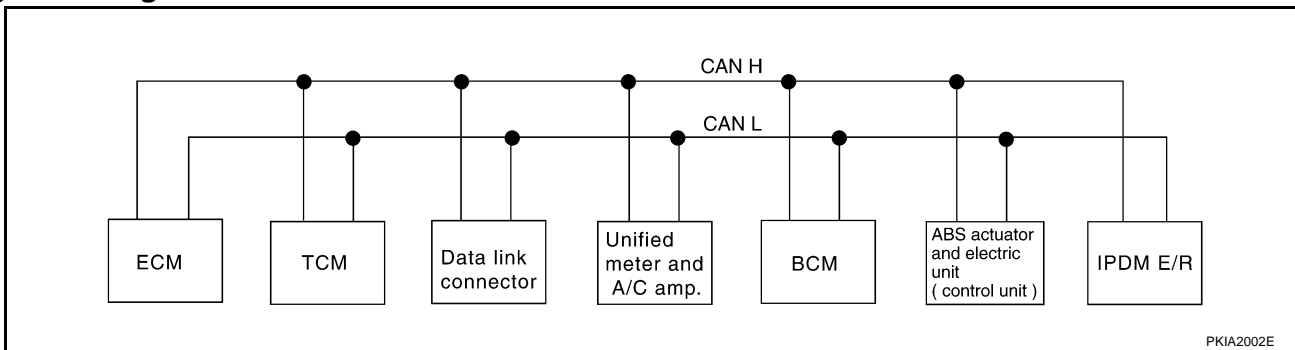 CAN H
CAN L
ECM
TCM
Data link
connector
Unified
meter and
A/C amp.
BCM
ABS actuator
and electric
unit
( control unit )
IPDM E/R
PKIA2002E